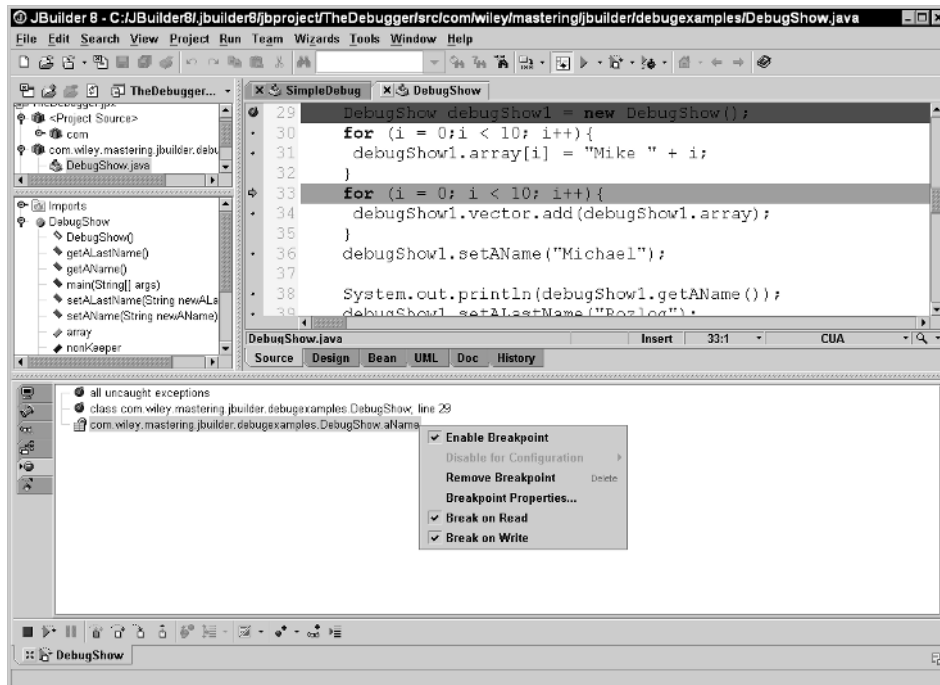 JBuilder 8 - C:/JBuilder8/.jbuilder8/jbproject/TheDebugger/src/com/wiley/mastering/jbuilder/debugexamples/DebugShow.java
File Edit Search View Project Run Team Wizards Tools Window Help
TheDebugger...
TheDebugger.jpx
<Project Source>
com
com.wiley.mastering.jbuilder.debu
DebugShow.java
Imports
DebugShow
DebugShow()
getALastName()
getAName()
main(String[] args)
setALastName(String newALa
setAName(String newAName)
array
nonKeeper
SimpleDebug DebugShow
29 DebugShow debugShow1 = new DebugShow();
30 for (i = 0;i < 10; i++){
31 debugShow1.array[i] = "Mike " + i;
32 }
33 for (i = 0; i < 10; i++){
34 debugShow1.vector.add(debugShow1.array);
35 }
36 debugShow1.setAName("Michael");
37
38 System.out.println(debugShow1.getAName());
39 debugShow1.setALastName("Rozlog");
DebugShow.java Insert 33:1 CUA
Source Design Bean UML Doc History
all uncaught exceptions
class com.wiley.mastering.jbuilder.debugexamples.DebugShow, line 29
com.wiley.mastering.jbuilder.debugexamples.DebugShow.aName
Enable Breakpoint
Disable for Configuration
Remove Breakpoint Delete
Breakpoint Properties...
Break on Read
Break on Write
DebugShow